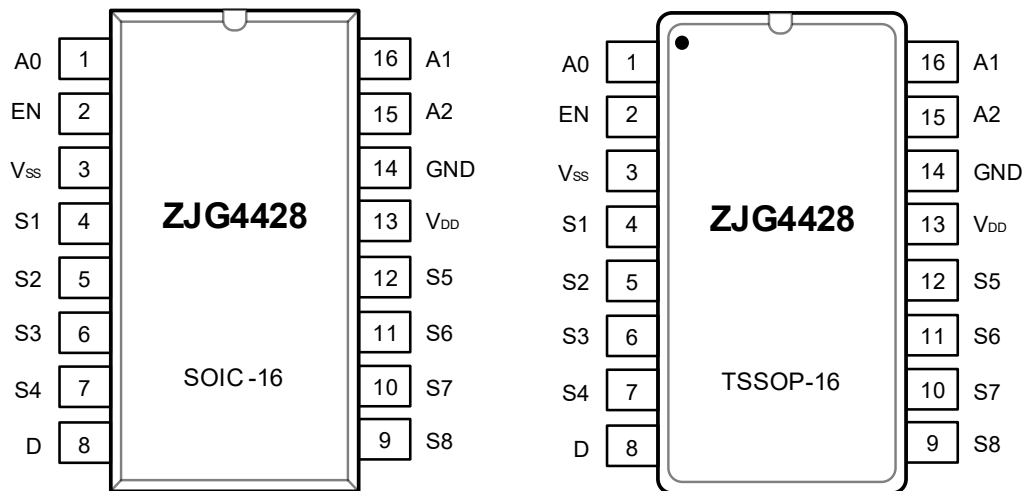 A0 1 16 A1
EN 2 15 A2
VSS 3 14 GND
S1 4 ZJG4428 13 VDD
S2 5 12 S5
S3 6 11 S6
S4 7 SOIC-16 10 S7
D 8 9 S8
A0 1 16 A1
EN 2 15 A2
VSS 3 14 GND
S1 4 ZJG4428 13 VDD
S2 5 12 S5
S3 6 11 S6
S4 7 TSSOP-16 10 S7
D 8 9 S8